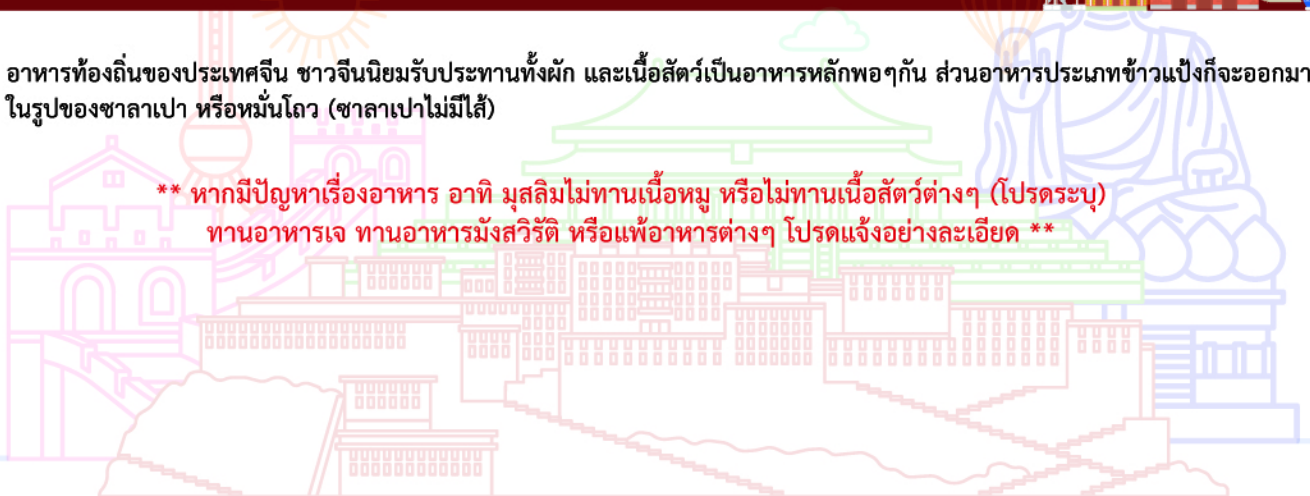 อาหารท้องถิ่นของประเทศจีน ชาวจีนนิยมรับประทานทั้งผัก และเนื้อสัตว์เป็นอาหารหลักพอๆกัน ส่วนอาหารประเภทข้าวแป้งก็จะออกมา
ในรูปของซาลาเปา หรือหมั่นโถว (ซาลาเปาไม่มีไส้)
** หากมีปัญหาเรื่องอาหาร อาทิ มุสลิมไม่ทานเนื้อหมู หรือไม่ทานเนื้อสัตว์ต่างๆ (โปรดระบุ)
ทานอาหารเจ ทานอาหารมังสวิรัติ หรือแพ้อาหารต่างๆ โปรดแจ้งอย่างละเอียด **